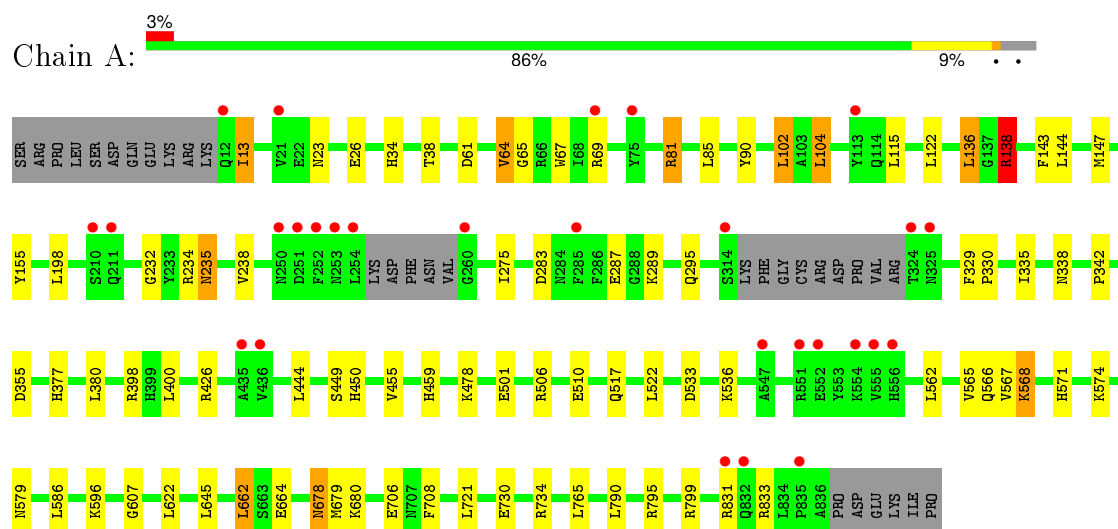 3%
Chain A:
86% 9% • •
SER ARG PRO LEU SER ASP GLN GLU LYS ARG LYS Q12 I13 V21 E22 N23 E26 H34 T38 D61 V64 G65 R66 W67 I68 R69 Y75 R81 L85 Y90 L102 A103 L104 Y113 Q114 L115 L122 L136 G137 R138 F143 L144 M147
Y155 L198 S210 Q211 G232 Y233 R234 N235 V238 N250 D251 F252 N253 L254 LYS ASP PHE ASN VAL G260 I275 D283 N284 F285 F286 E287 G288 K289 Q295 S314 LYS PHE GLY CYS ARG ASP PRO VAL ARG T324 N325 F329 P330 I335 N338 P342
D355 H377 L380 R398 H399 L400 R426 A435 V436 L444 S449 H450 V455 H459 K478 E501 R506 E510 Q517 L522 D533 K536 A547 R551 E552 Y553 K554 V555 H556 L562 V565 Q566 V567 K568 H571 K574
N579 L586 K596 G607 L622 L645 L662 S663 E664 N678 M679 K680 E706 N707 F708 L721 E730 R734 L765 L790 R795 R799 R831 Q832 R833 L834 P835 A836 PRO ASP GLU LYS ILE PRO